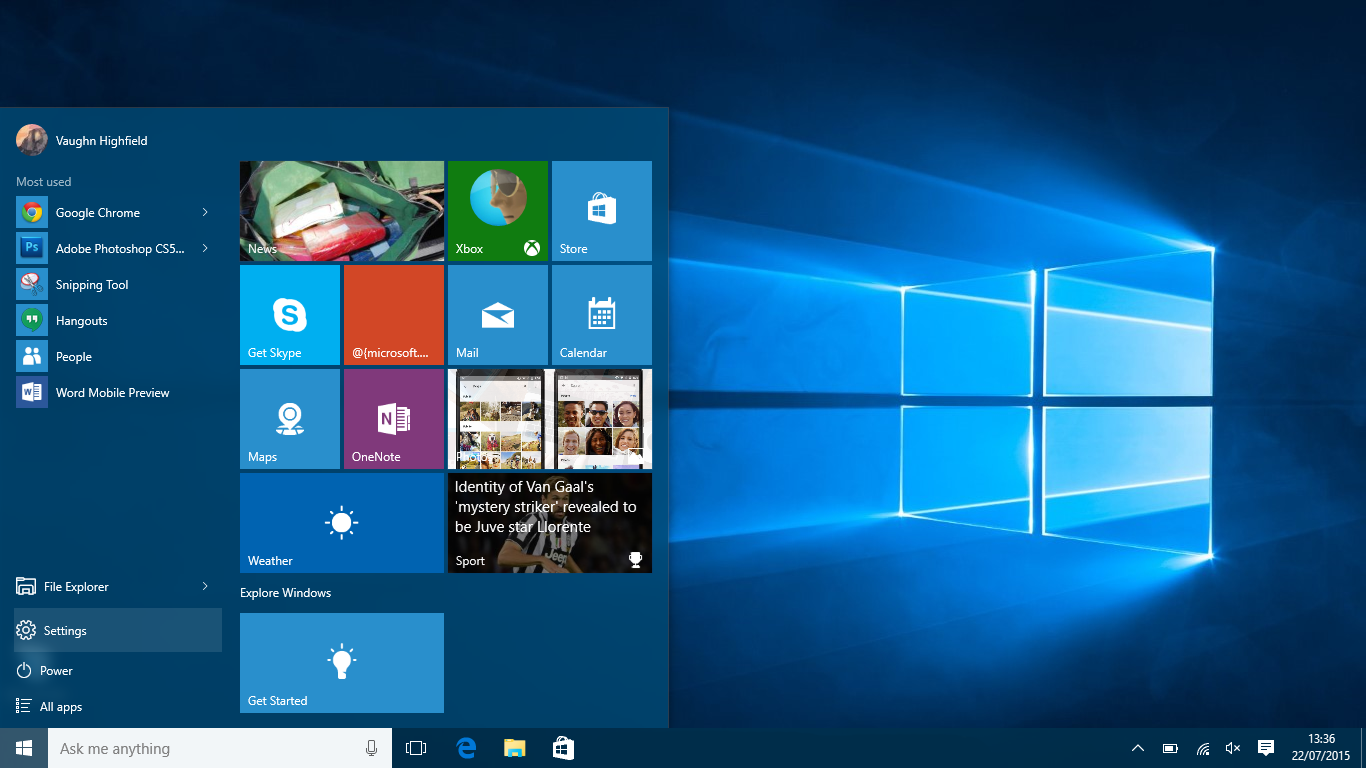 Vaughn Highfield
Most used
Google Chrome
Ps
Adobe Photoshop CS5...
Snipping Tool
Hangouts
People
W
Word Mobile Preview
File Explorer
Settings
Power
All apps
News
Xbox
Store
S
Get Skype
@{microsoft....
Mail
Calendar
Maps
N
OneNote
Photos
Weather
Identity of Van Gaal's
'mystery striker' revealed to
be Juve star Llorente
Sport
Explore Windows
Get Started
Ask me anything
13:36
22/07/2015